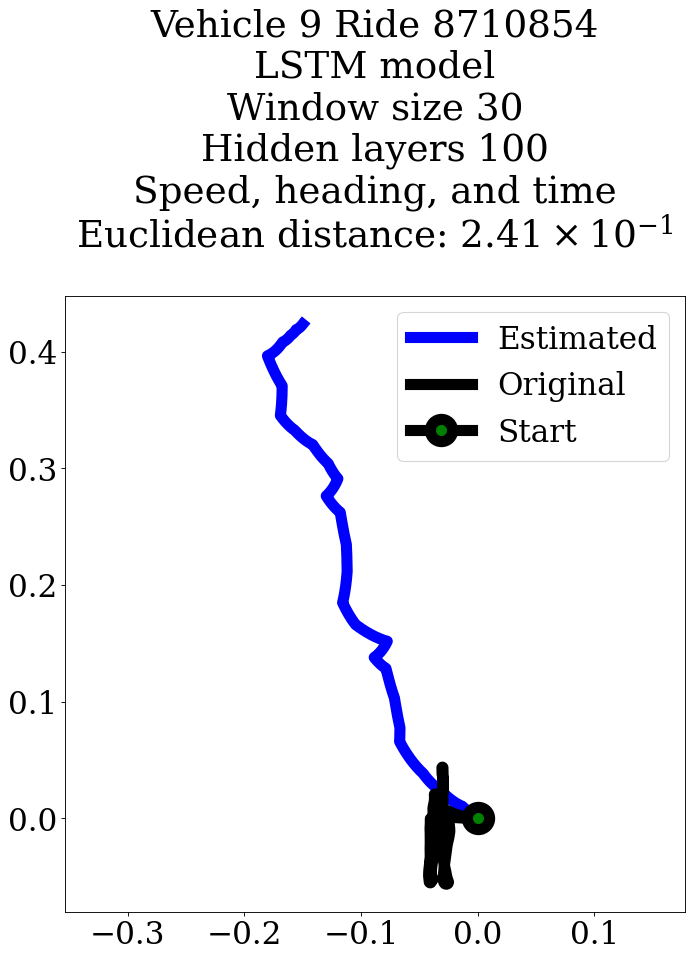 Vehicle 9 Ride 8710854
LSTM model
Window size 30
Hidden layers 100
Speed, heading, and time
Euclidean distance: 2.41 × 10⁻¹
Estimated
Original
Start
0.4
0.3
0.2
0.1
0.0
−0.3 −0.2 −0.1 0.0 0.1